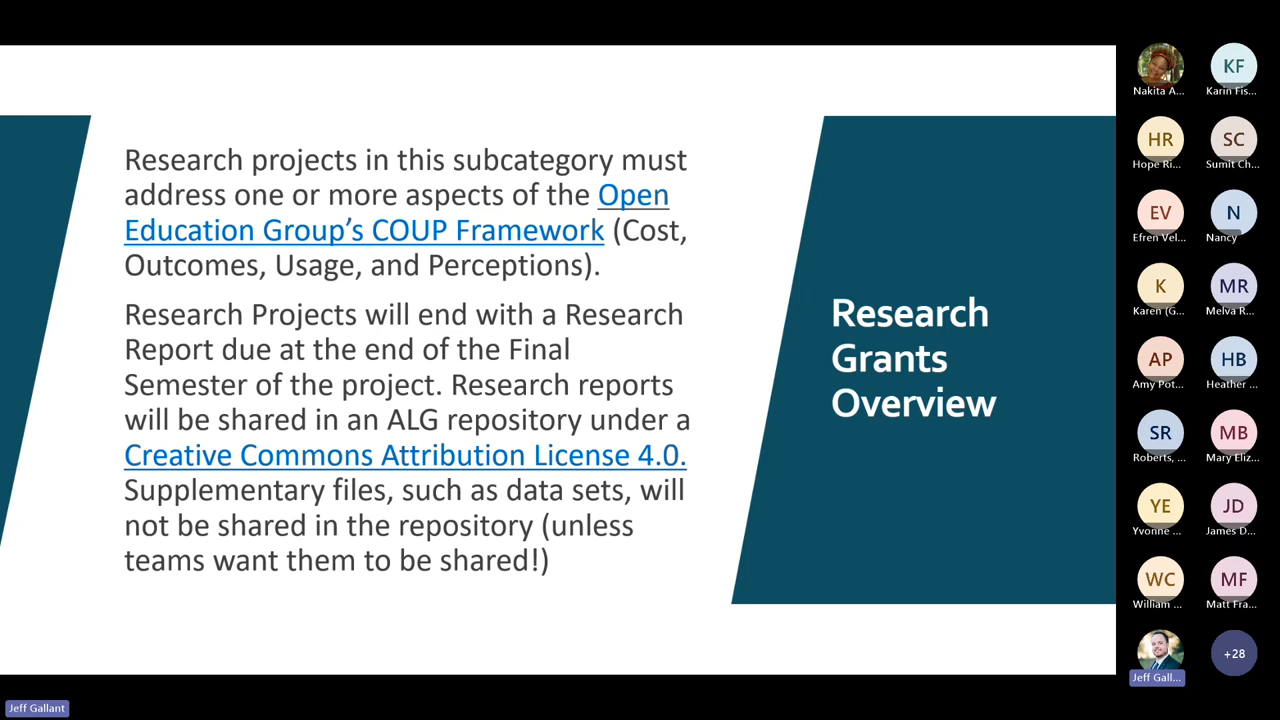 Research projects in this subcategory must
address one or more aspects of the Open
Education Group’s COUP Framework (Cost,
Outcomes, Usage, and Perceptions).
Research Projects will end with a Research
Report due at the end of the Final
Semester of the project. Research reports
will be shared in an ALG repository under a
Creative Commons Attribution License 4.0.
Supplementary files, such as data sets, will
not be shared in the repository (unless
teams want them to be shared!)
Research
Grants
Overview
Nakita A...
KF
Karin Fis...
HR
Hope Ri...
SC
Sumit Ch...
EV
Efren Vel...
N
Nancy
K
Karen (G...
MR
Melva R...
AP
Amy Pot...
HB
Heather ...
SR
Roberts, ...
MB
Mary Eliz...
YE
Yvonne ...
JD
James D...
WC
William ...
MF
Matt Fra...
Jeff Gall...
+28
Jeff Gallant